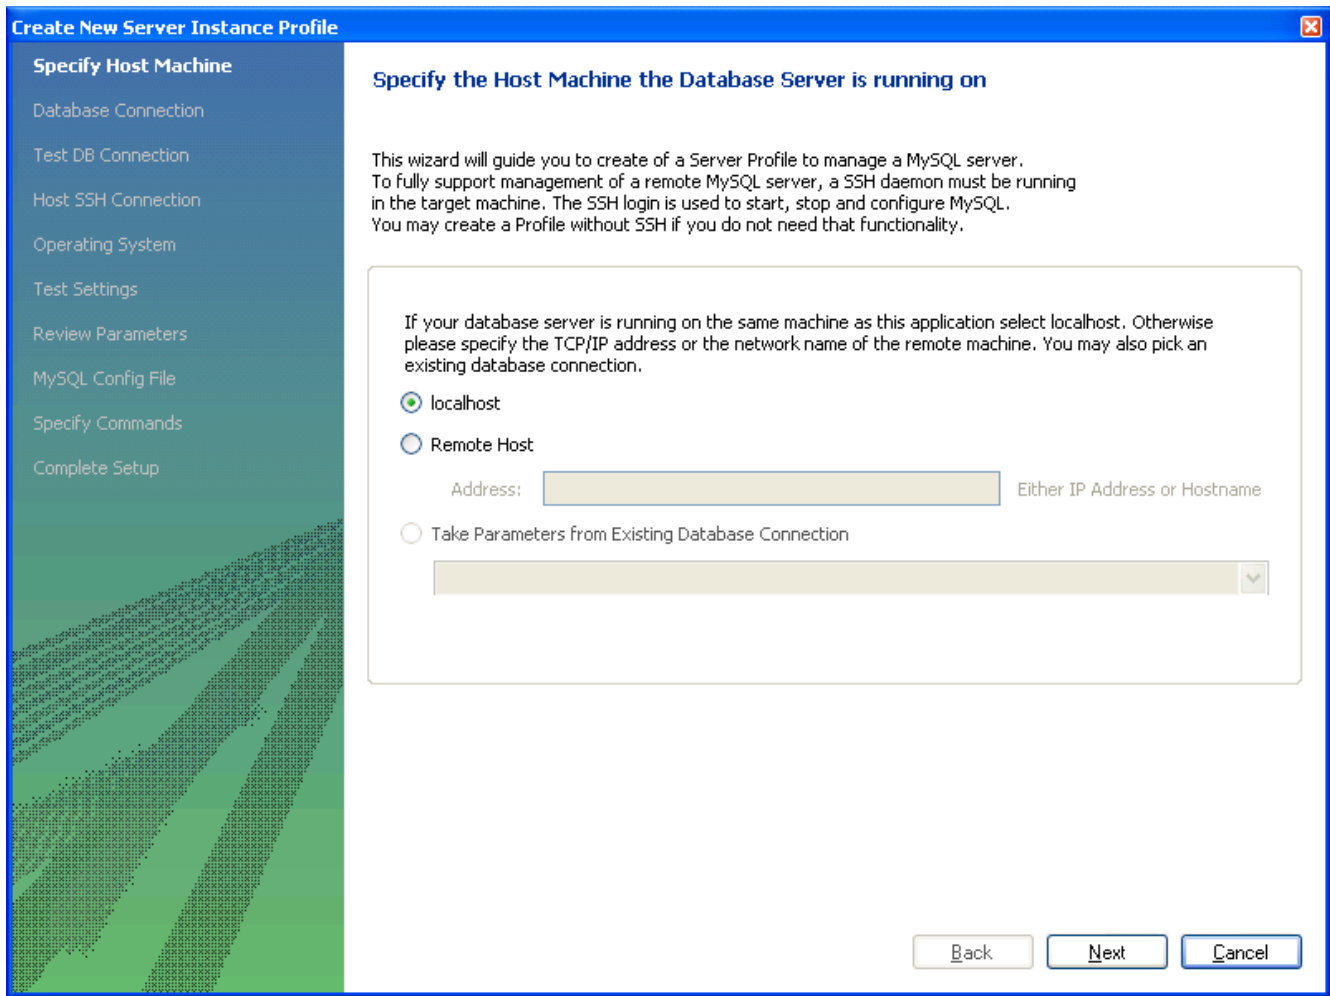 Create New Server Instance Profile
Specify Host Machine
Database Connection
Test DB Connection
Host SSH Connection
Operating System
Test Settings
Review Parameters
MySQL Config File
Specify Commands
Complete Setup
Specify the Host Machine the Database Server is running on
This wizard will guide you to create of a Server Profile to manage a MySQL server.
To fully support management of a remote MySQL server, a SSH daemon must be running
in the target machine. The SSH login is used to start, stop and configure MySQL.
You may create a Profile without SSH if you do not need that functionality.
If your database server is running on the same machine as this application select localhost. Otherwise
please specify the TCP/IP address or the network name of the remote machine. You may also pick an
existing database connection.
localhost
Remote Host
Address: Either IP Address or Hostname
Take Parameters from Existing Database Connection
Back Next Cancel